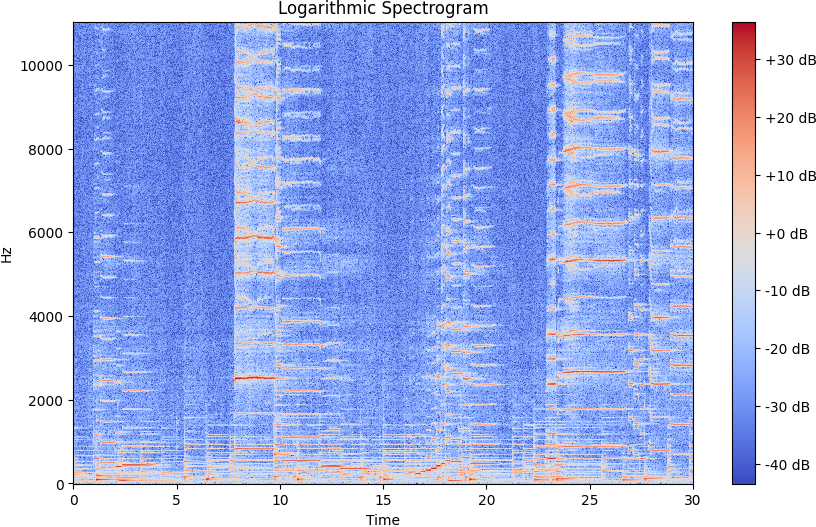 Logarithmic Spectrogram
Hz
10000
8000
6000
4000
2000
0
0 5 10 15 20 25 30
Time
+30 dB
+20 dB
+10 dB
+0 dB
-10 dB
-20 dB
-30 dB
-40 dB